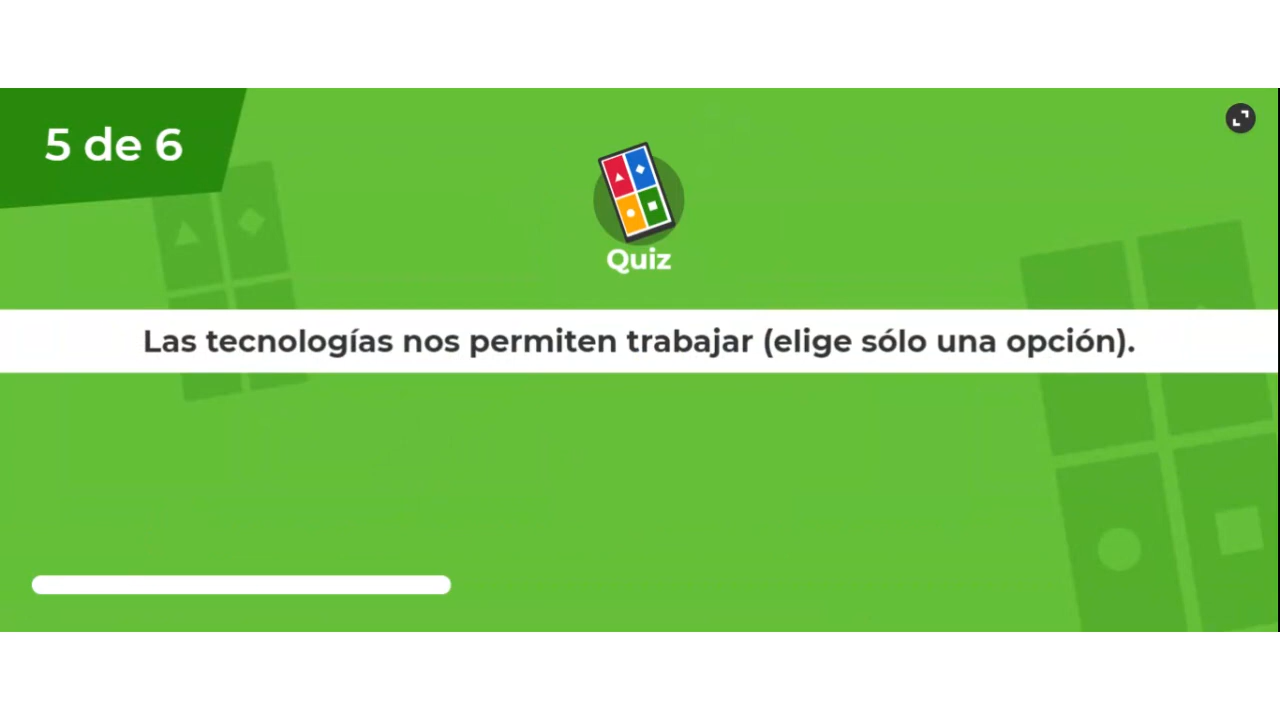 5 de 6
Quiz
Las tecnologías nos permiten trabajar (elige sólo una opción).